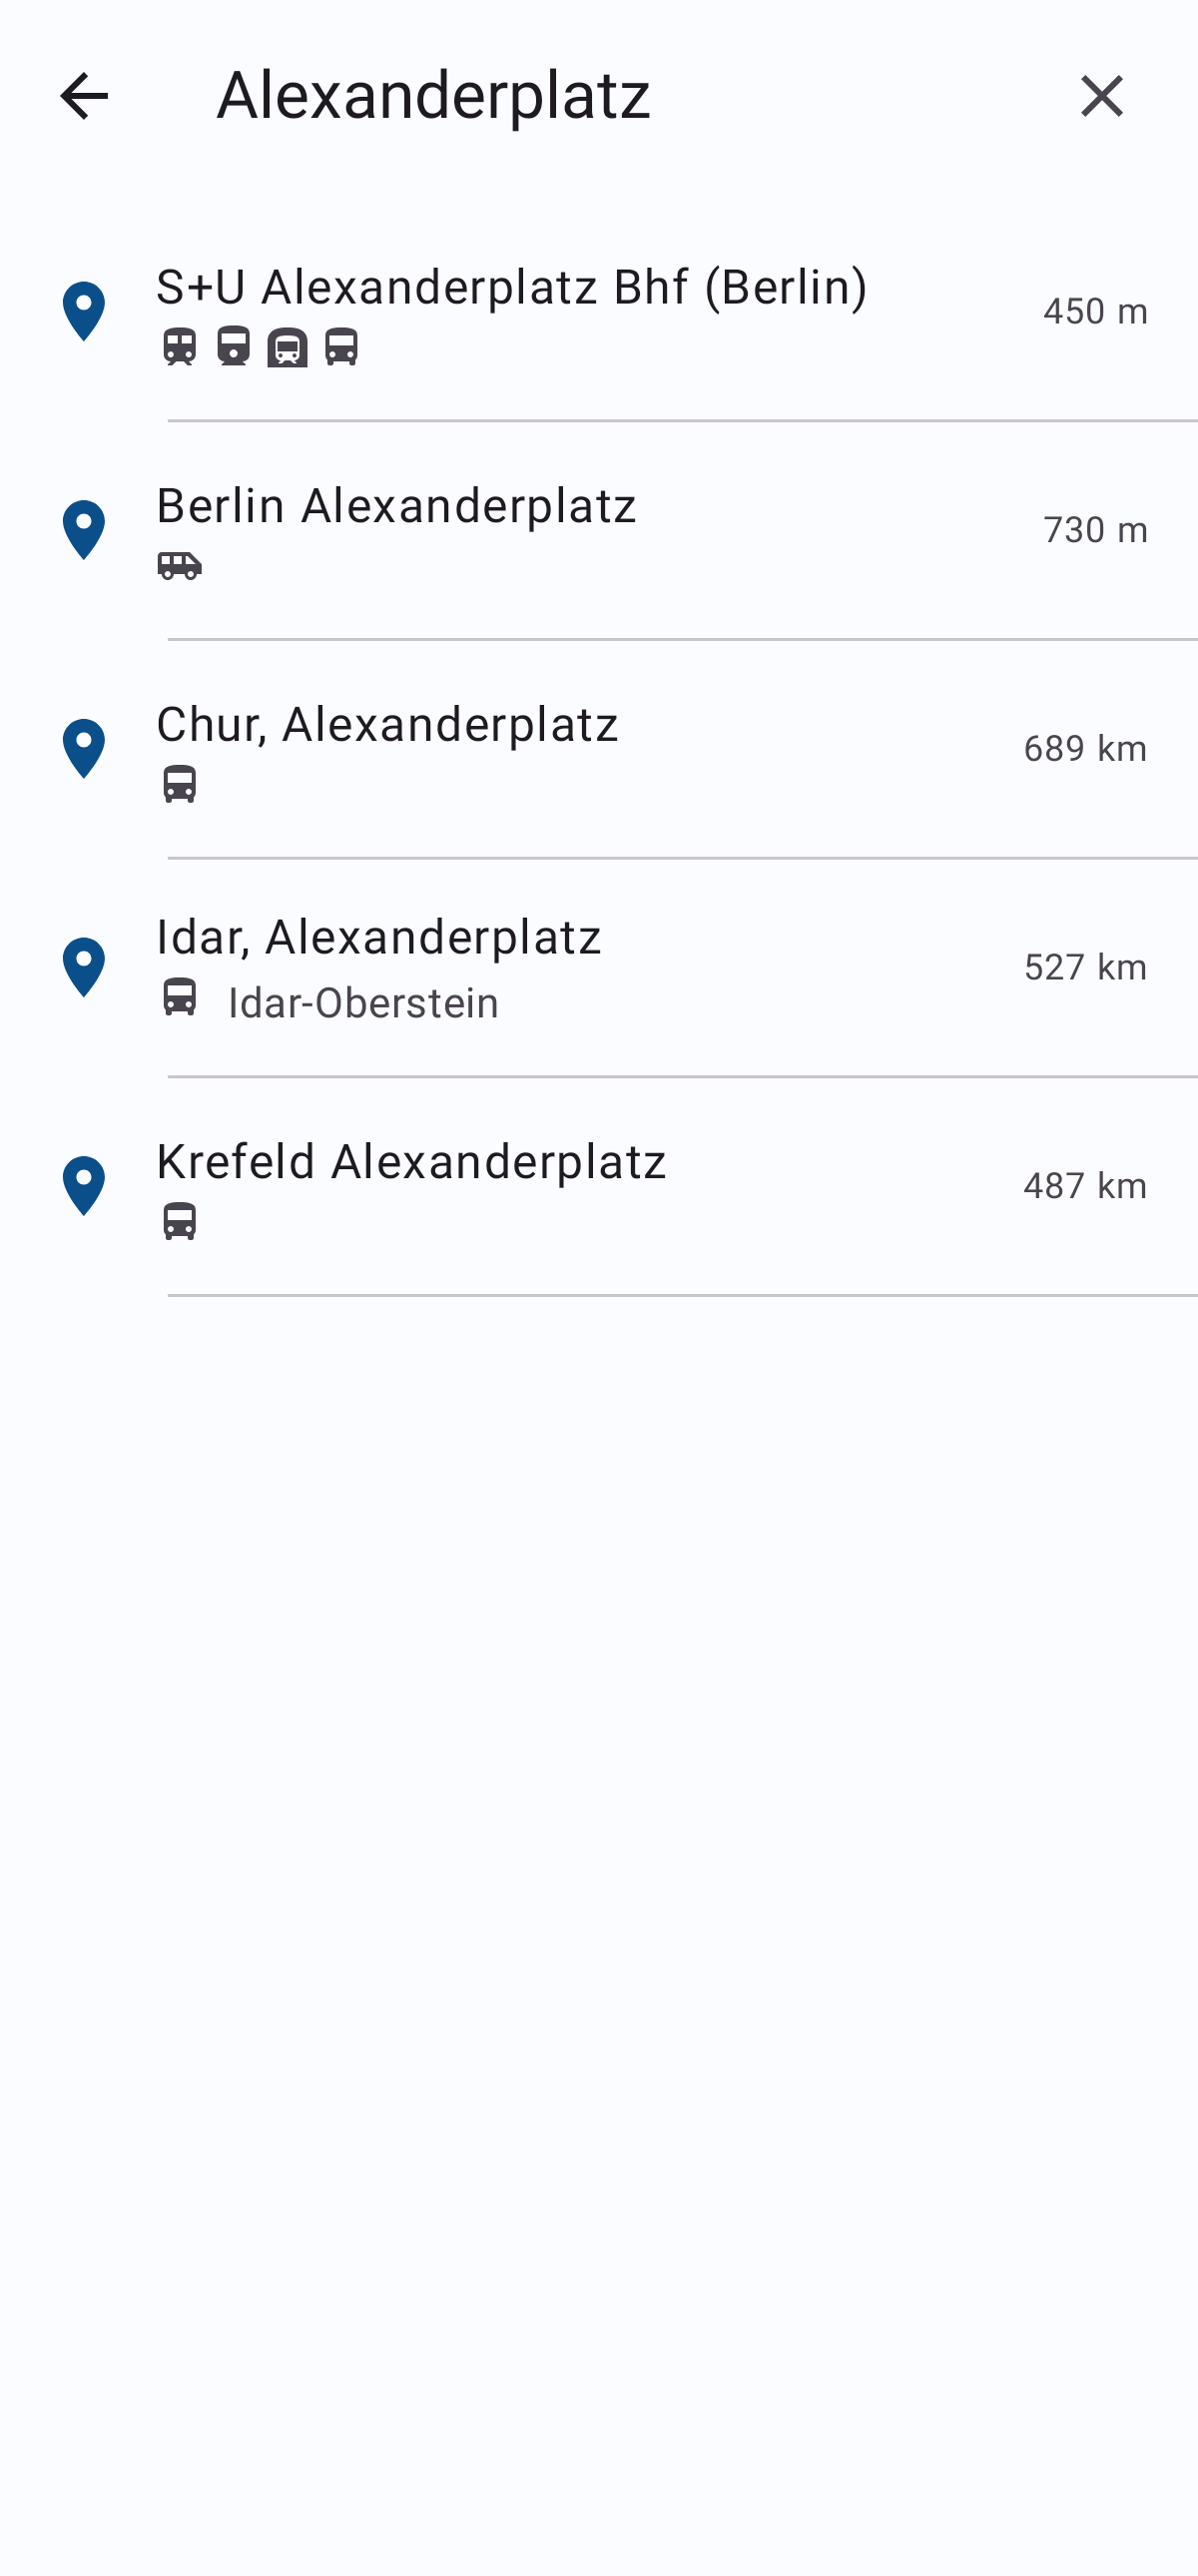 Alexanderplatz
S+U Alexanderplatz Bhf (Berlin)
450 m
Berlin Alexanderplatz
730 m
Chur, Alexanderplatz
689 km
Idar, Alexanderplatz
Idar-Oberstein
527 km
Krefeld Alexanderplatz
487 km